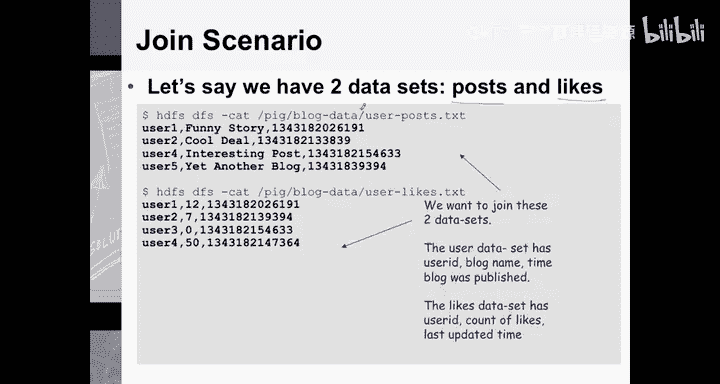 Join Scenario
• Let's say we have 2 data sets: posts and likes
$ hdfs dfs -cat /pig/blog-data/user-posts.txt
user1,Funny Story,1343182026191
user2,Cool Deal,1343182133839
user4,Interesting Post,1343182154633
user5,Yet Another Blog,13431839394
$ hdfs dfs -cat /pig/blog-data/user-likes.txt
user1,12,1343182026191
user2,7,1343182139394
user3,0,1343182154633
user4,50,1343182147364
We want to join these
2 data-sets.
The user data- set has
userid, blog name, time
blog was published.
The likes data-set has
userid, count of likes,
last updated time
bilibili